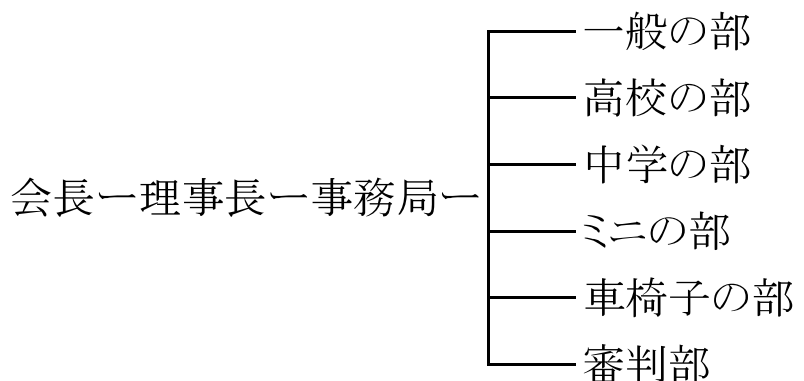 会長ー理事長ー事務局ー
一般の部
高校の部
中学の部
ミニの部
車椅子の部
審判部